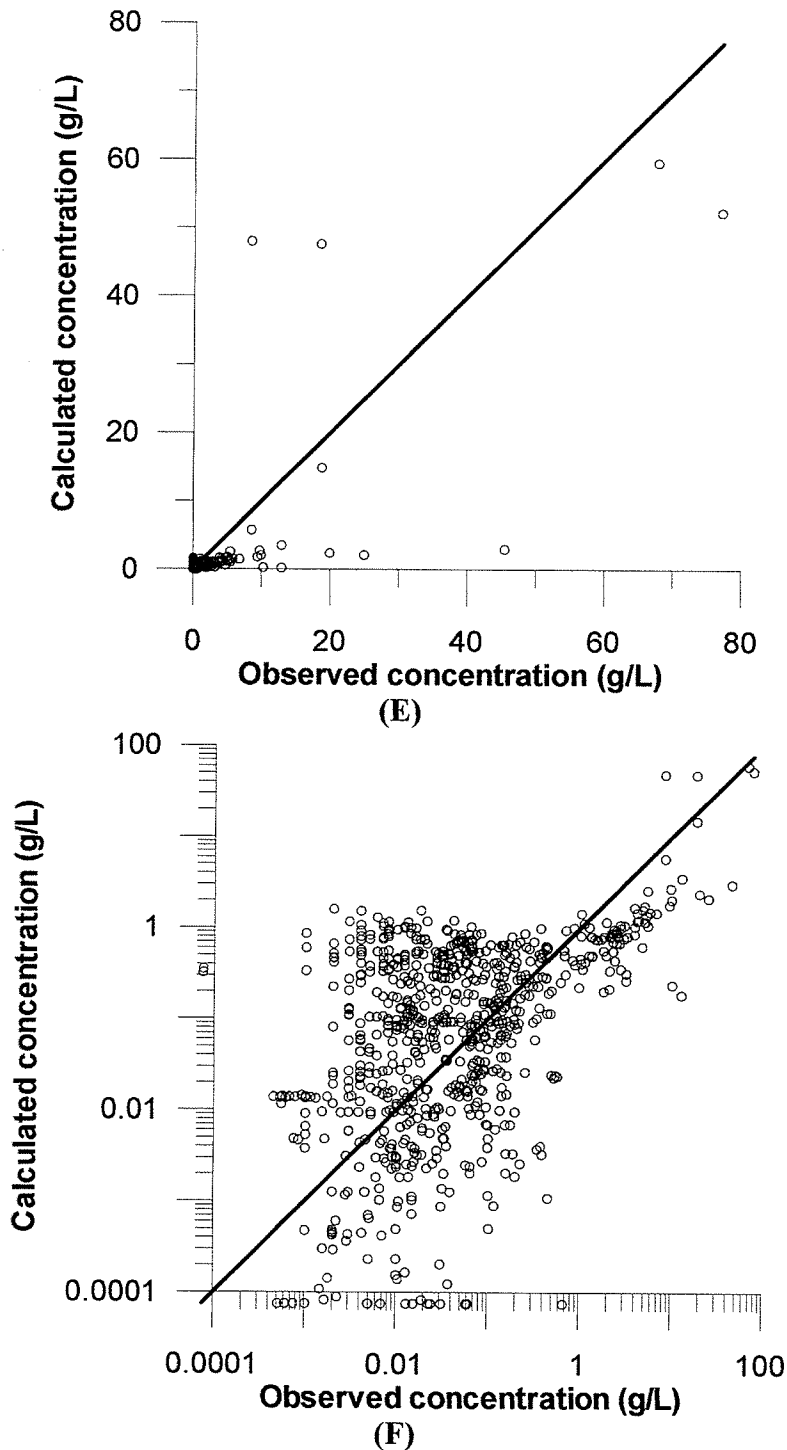 80
60
40
20
0
Calculated concentration (g/L)
0 20 40 60 80
Observed concentration (g/L)
(E)
100
1
0.01
0.0001
Calculated concentration (g/L)
0.0001 0.01 1 100
Observed concentration (g/L)
(F)